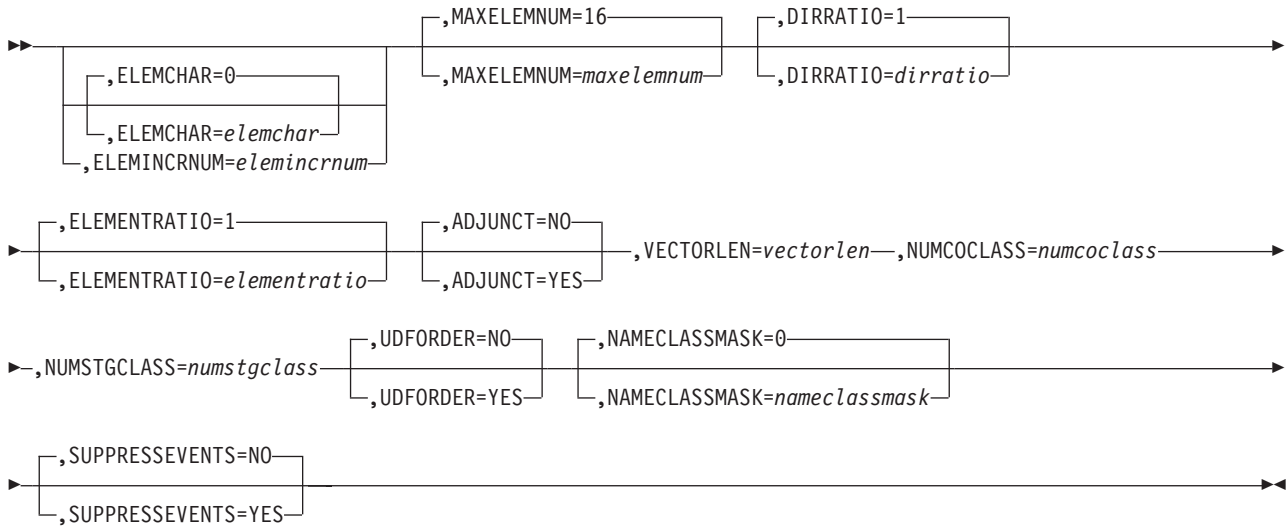 ,MAXELEMNUM=16 ,DIRRATIO=1
,ELEMCHAR=0 ,MAXELEMNUM=maxelemnum ,DIRRATIO=dirratio
,ELEMCHAR=elemchar
,ELEMINCRNUM=elemincrnum
,ELEMENTRATIO=1 ,ADJUNCT=NO
,VECTORLEN=vectorlen ,NUMCOCLASS=numcoclass
,ELEMENTRATIO=elementratio ,ADJUNCT=YES
,UDFORDER=NO ,NAMECLASSMASK=0
,NUMSTGCLASS=numstgclass
,UDFORDER=YES ,NAMECLASSMASK=nameclassmask
,SUPPRESSEVENTS=NO
,SUPPRESSEVENTS=YES